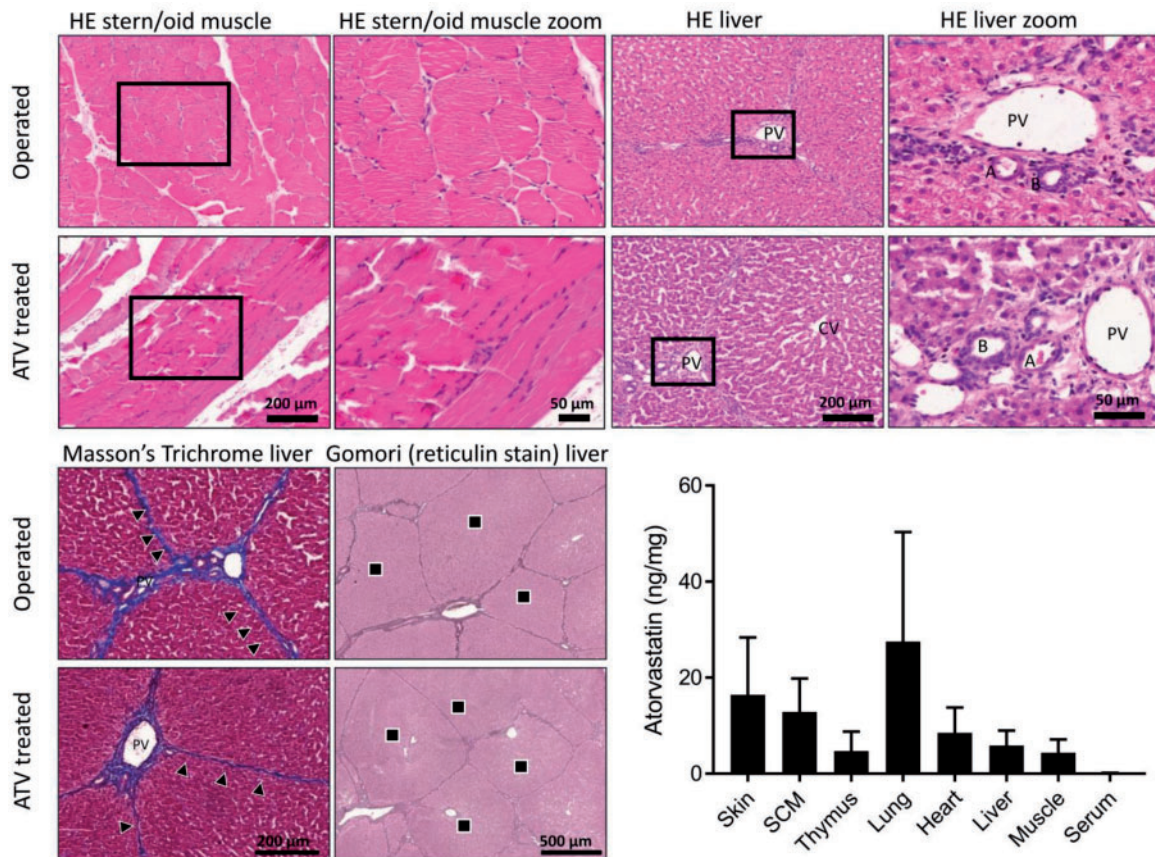 HE stern/oid muscle
HE stern/oid muscle zoom
HE liver
HE liver zoom
Operated
PV
PV
A
B
ATV treated
200 µm
50 µm
CV
PV
200 µm
PV
B
A
50 µm
Masson's Trichrome liver
Gomori (reticulin stain) liver
Operated
PV
ATV treated
PV
200 µm
500 µm
Atorvastatin (ng/mg)
60
40
20
0
Skin
SCM
Thymus
Lung
Heart
Liver
Muscle
Serum